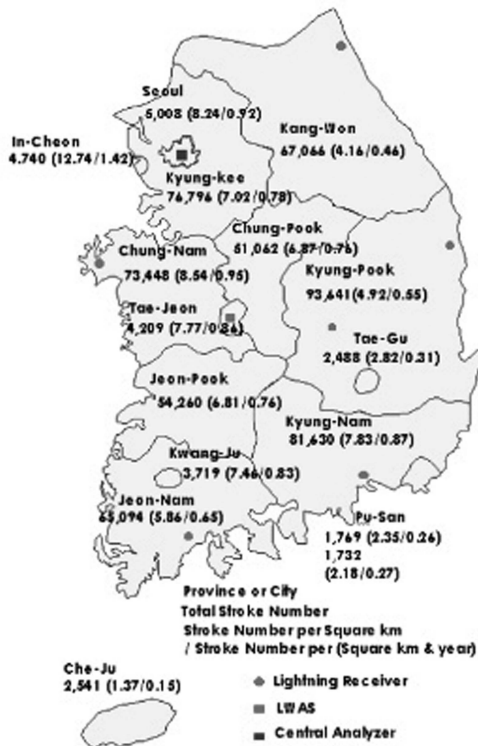 Seoul
5,008 (8.24/0.92)
In-Cheon
4.740 (12.74/1.42)
Kang-Won
67,066 (4.16/0.46)
Kyung-kee
76,796 (7.02/0.78)
Chung-Pook
51,062 (6.87/0.76)
Chung-Nam
73,448 (8.54/0.95)
Kyung-Pook
93,641(4.92/0.55)
Tae-Jeon
4,209 (7.77/0.86)
Tae-Gu
2,488 (2.82/0.31)
Jeon-Pook
54,260 (6.81/0.76)
Kyung-Nam
81,630 (7.83/0.87)
Kwang-Ju
3,719 (7.46/0.83)
Jeon-Nam
65,094 (5.86/0.65)
Pu-San
1,769 (2.35/0.26)
1,732
(2.18/0.27)
Province or City
Total Stroke Number
Stroke Number per Square km
/ Stroke Number per (Square km & year)
Che-Ju
2,541 (1.37/0.15)
Lightning Receiver
LWAS
Central Analyzer